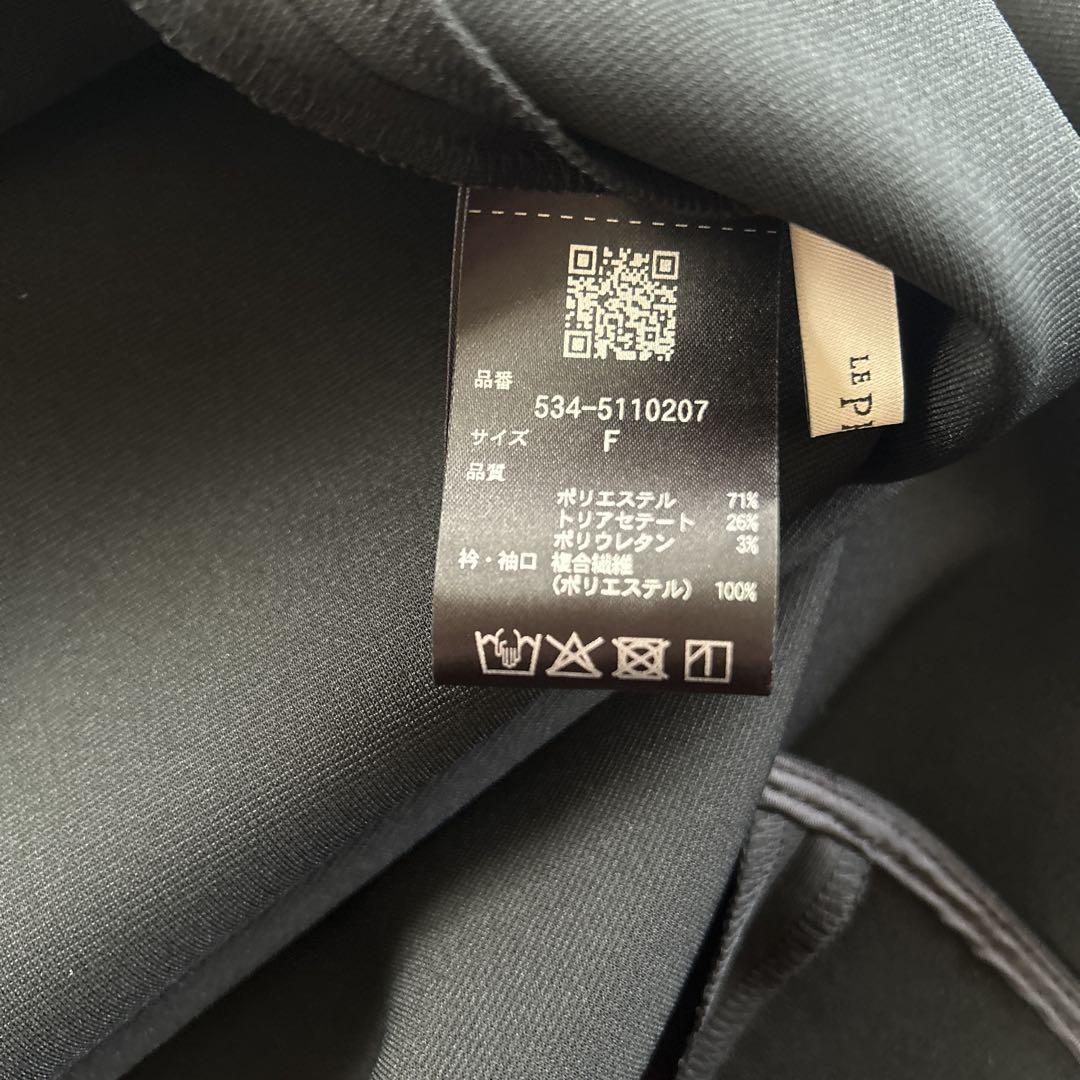 品番
534-5110207
サイズ F
品質
ポリエステル 71%
トリアセテート 26%
ポリウレタン 3%
衿・袖口 複合繊維
(ポリエステル) 100%
LE